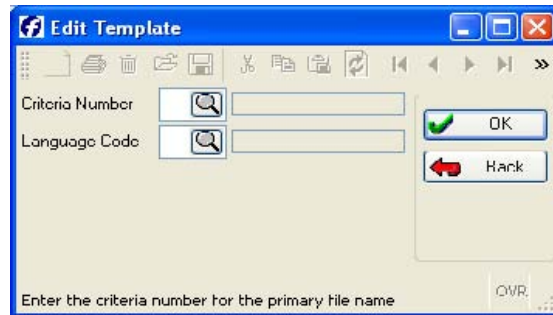 Edit Template
Criteria Number
Language Code
OK
Back
Enter the criteria number for the primary file name
OVR